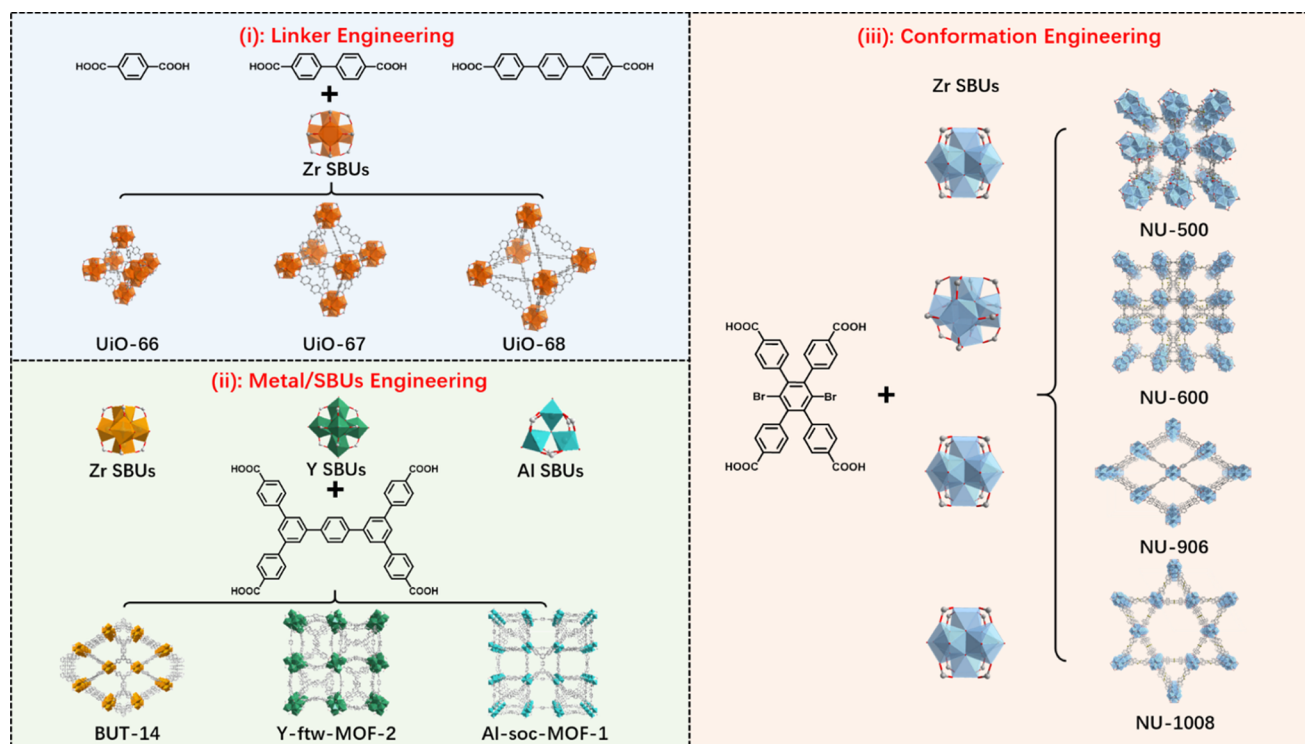 (i): Linker Engineering
HOOC COOH HOOC COOH HOOC COOH
+
Zr SBUs
UiO-66 UiO-67 UiO-68
(ii): Metal/SBUs Engineering
Zr SBUs Y SBUs Al SBUs
+
HOOC COOH
HOOC COOH
BUT-14 Y-ftw-MOF-2 Al-soc-MOF-1
(iii): Conformation Engineering
Zr SBUs
NU-500
HOOC COOH
NU-600
Br Br +
HOOC COOH
NU-906
NU-1008